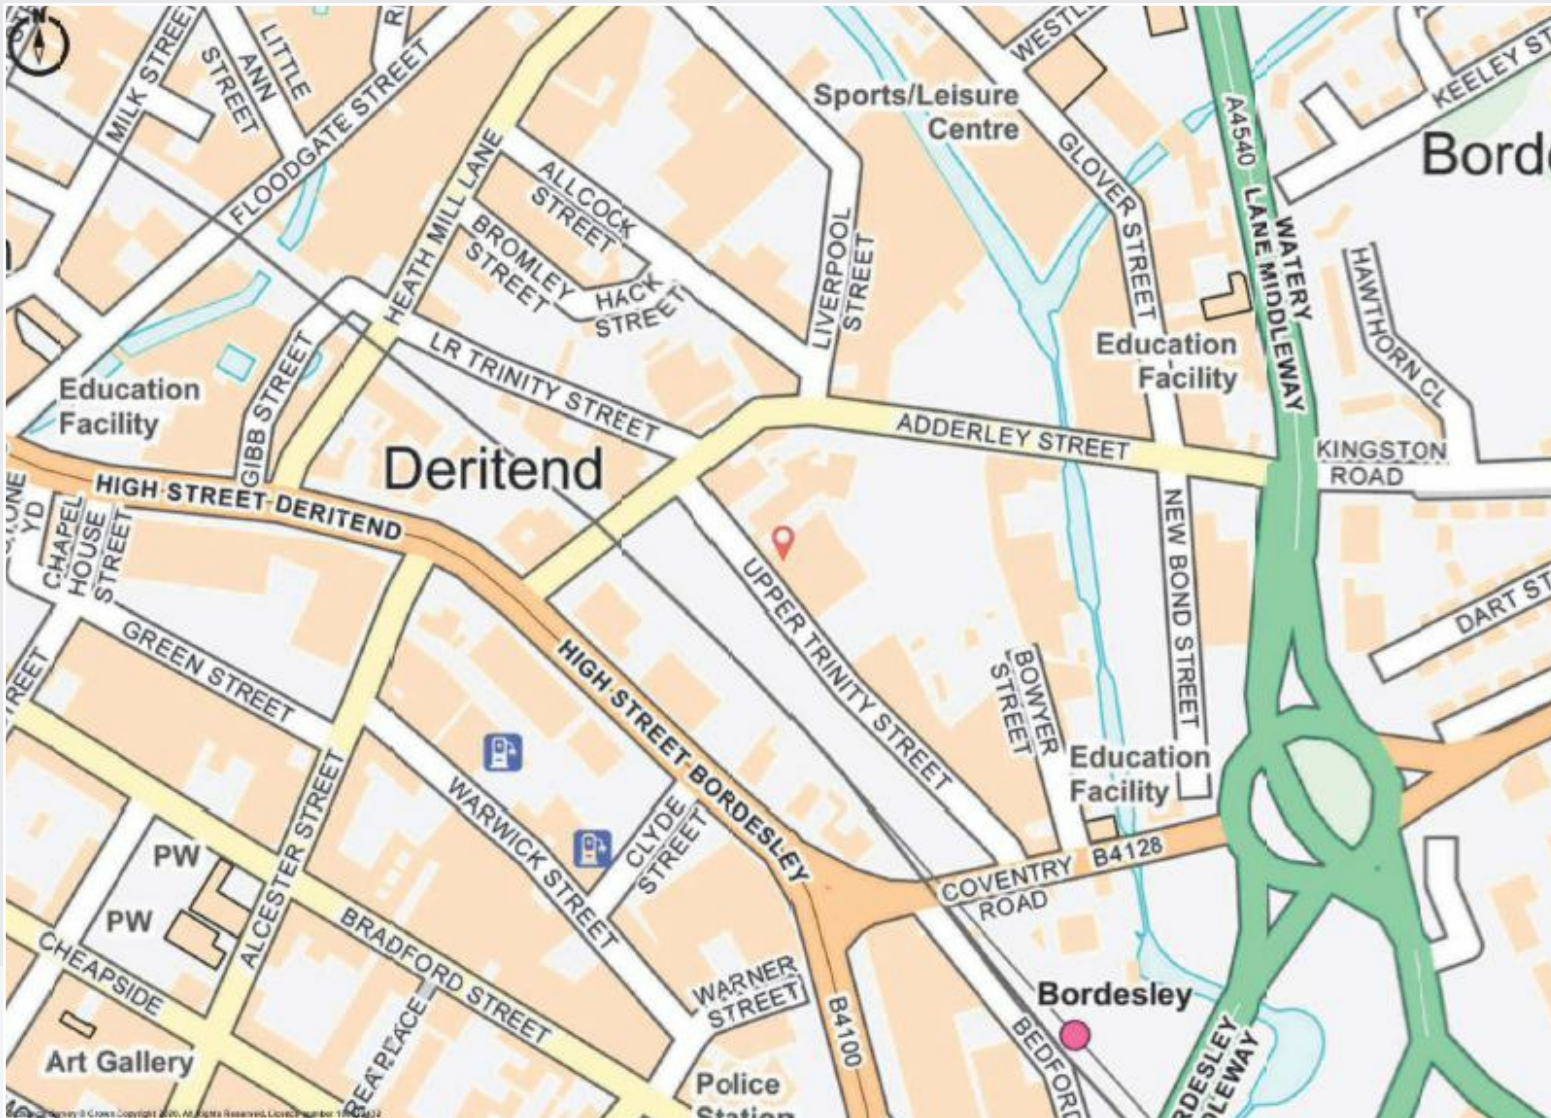 N
MILK STREET
LITTLE
ANN
STREET
FLOODGATE STREET
HEATH MILL LANE
ALLCOCK
STREET
BROMLEY
STREET
HACK
STREET
LIVERPOOL
STREET
Sports/Leisure
Centre
GLOVER STREET
A4540
WATERY
LANE MIDDLEWAY
KEELEY ST
HAWTHORN CL
Education
Facility
GIBB STREET
LR TRINITY STREET
Education
Facility
ADDERLEY STREET
KINGSTON
ROAD
Deritend
HIGH STREET DERITEND
YD
CHAPEL
HOUSE
STREET
UPPER TRINITY STREET
NEW BOND STREET
DART ST
GREEN STREET
HIGH STREET BORDESLEY
BOWYER
STREET
Education
Facility
ALCESTER STREET
WARWICK STREET
CLYDE
STREET
COVENTRY
ROAD
B4128
PW
PW
CHEAPSIDE
BRADFORD STREET
WARNER
STREET
B4100
Bordesley
BEDFORD
Art Gallery
Police
Station